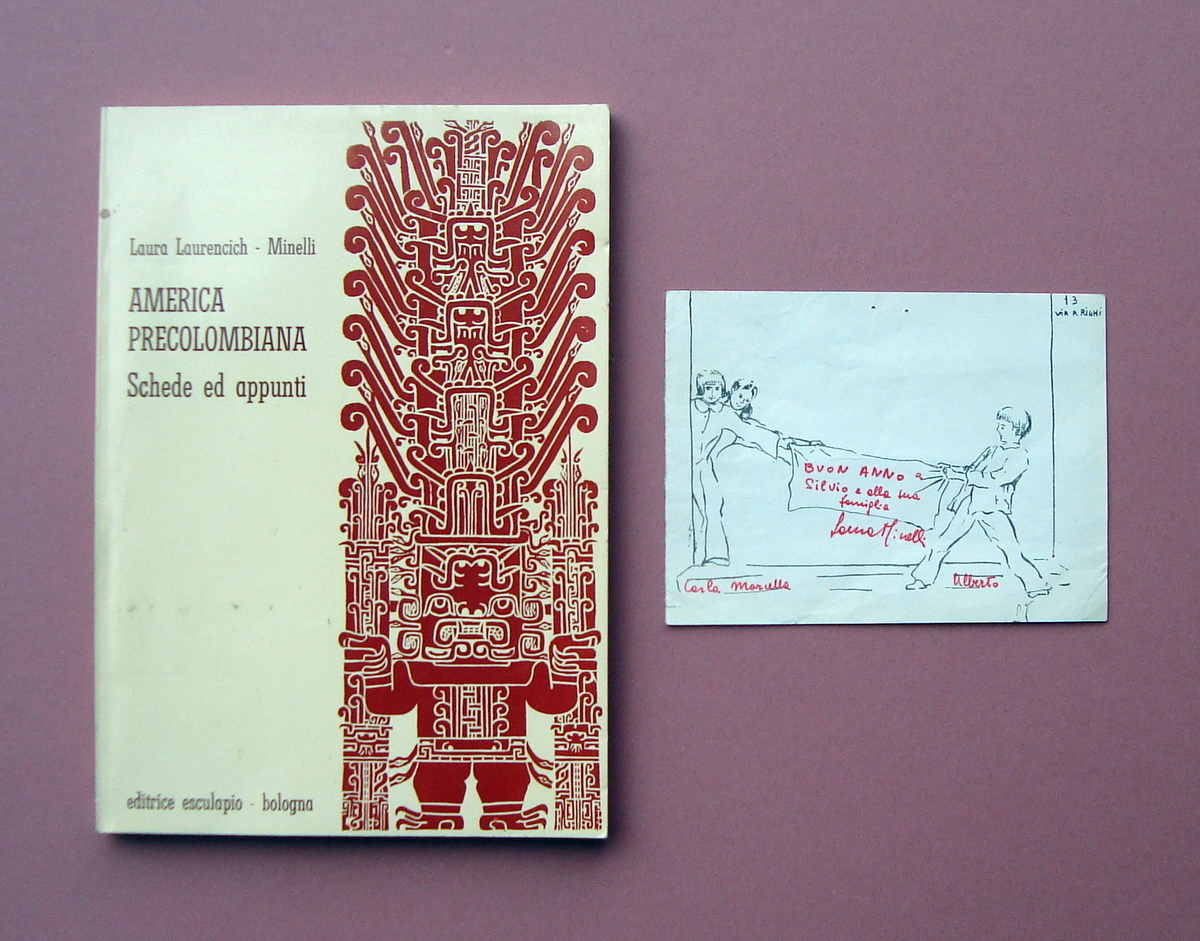 Laura Laurencich - Minelli
AMERICA
PRECOLOMBIANA
Schede ed appunti
editrice esculapio - bologna
13
VIA A. RIGHI
BUON ANNO a
Silvio e alla sua
famiglia
Laura Minelli
Carla Marcella
Alberto